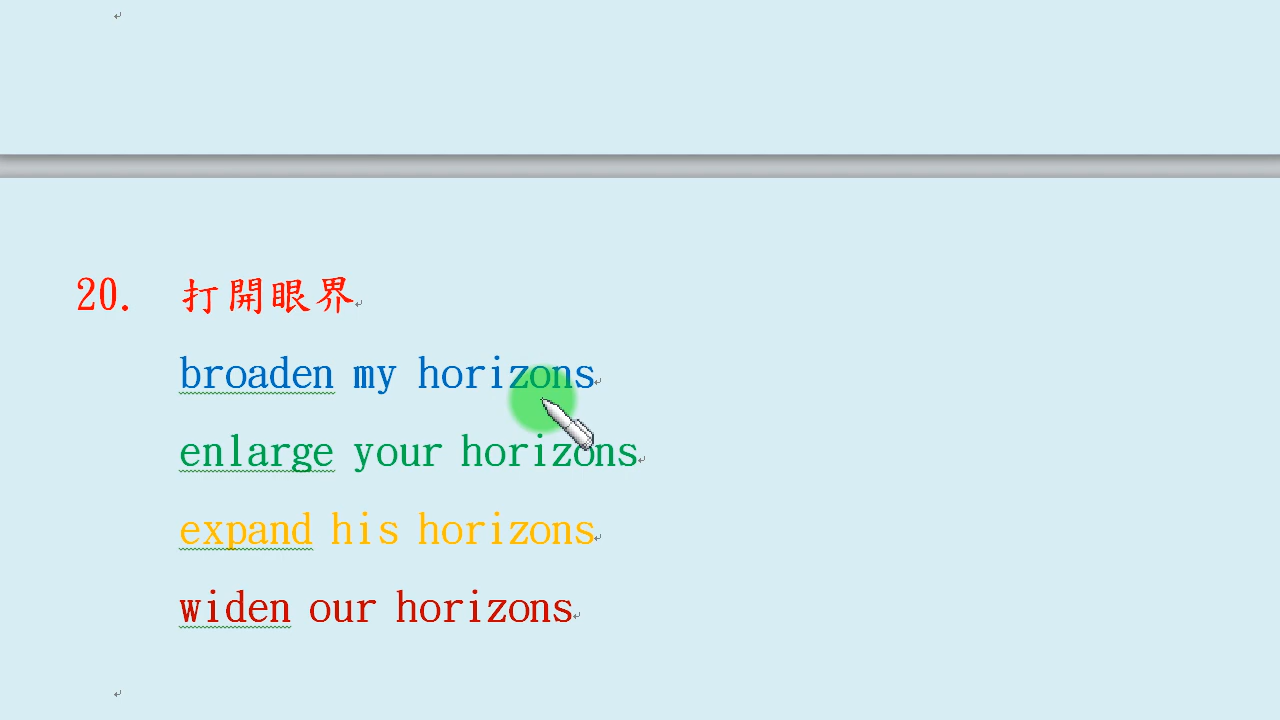 20. 打開眼界
broaden my horizons
enlarge your horizons
expand his horizons
widen our horizons